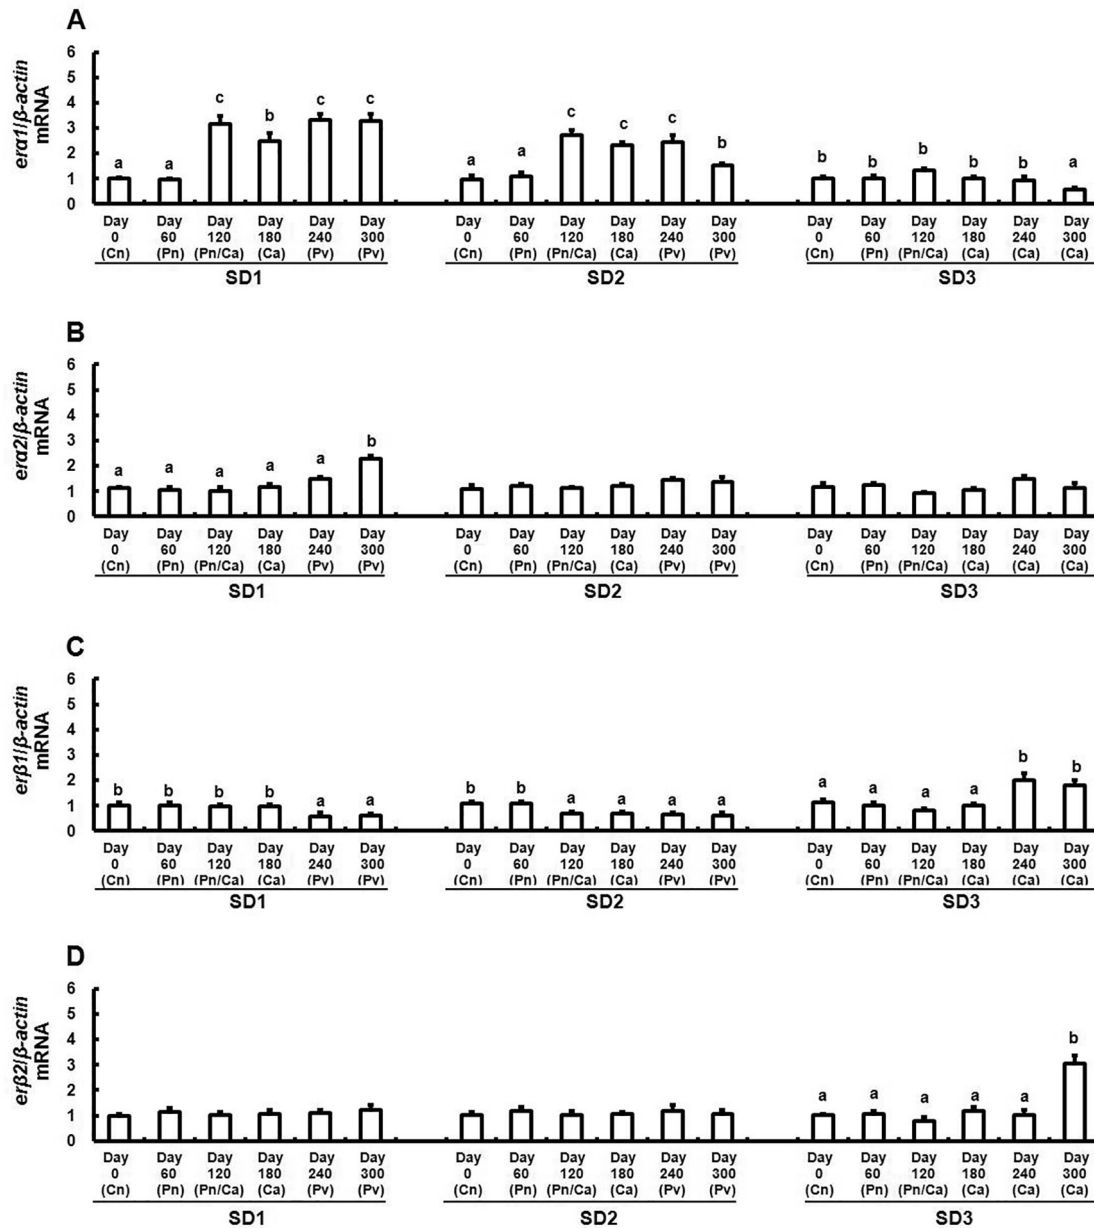 A
erα1/β-actin
mRNA
6
5
4
3
2
1
0
a a c b c c
a a c c c b
b b b b b a
Day Day Day Day Day Day
0 60 120 180 240 300
(Cn) (Pn) (Pn/Ca) (Ca) (Pv) (Pv)
SD1
Day Day Day Day Day Day
0 60 120 180 240 300
(Cn) (Pn) (Pn/Ca) (Ca) (Pv) (Pv)
SD2
Day Day Day Day Day Day
0 60 120 180 240 300
(Cn) (Pn) (Pn/Ca) (Ca) (Ca) (Ca)
SD3
B
erα2/β-actin
mRNA
6
5
4
3
2
1
0
a a a a a b
Day Day Day Day Day Day
0 60 120 180 240 300
(Cn) (Pn) (Pn/Ca) (Ca) (Pv) (Pv)
SD1
Day Day Day Day Day Day
0 60 120 180 240 300
(Cn) (Pn) (Pn/Ca) (Ca) (Pv) (Pv)
SD2
Day Day Day Day Day Day
0 60 120 180 240 300
(Cn) (Pn) (Pn/Ca) (Ca) (Ca) (Ca)
SD3
C
erβ1/β-actin
mRNA
6
5
4
3
2
1
0
b b b b a a
b b a a a a
a a a a b b
Day Day Day Day Day Day
0 60 120 180 240 300
(Cn) (Pn) (Pn/Ca) (Ca) (Pv) (Pv)
SD1
Day Day Day Day Day Day
0 60 120 180 240 300
(Cn) (Pn) (Pn/Ca) (Ca) (Pv) (Pv)
SD2
Day Day Day Day Day Day
0 60 120 180 240 300
(Cn) (Pn) (Pn/Ca) (Ca) (Ca) (Ca)
SD3
D
erβ2/β-actin
mRNA
6
5
4
3
2
1
0
a a a a a b
Day Day Day Day Day Day
0 60 120 180 240 300
(Cn) (Pn) (Pn/Ca) (Ca) (Pv) (Pv)
SD1
Day Day Day Day Day Day
0 60 120 180 240 300
(Cn) (Pn) (Pn/Ca) (Ca) (Pv) (Pv)
SD2
Day Day Day Day Day Day
0 60 120 180 240 300
(Cn) (Pn) (Pn/Ca) (Ca) (Ca) (Ca)
SD3